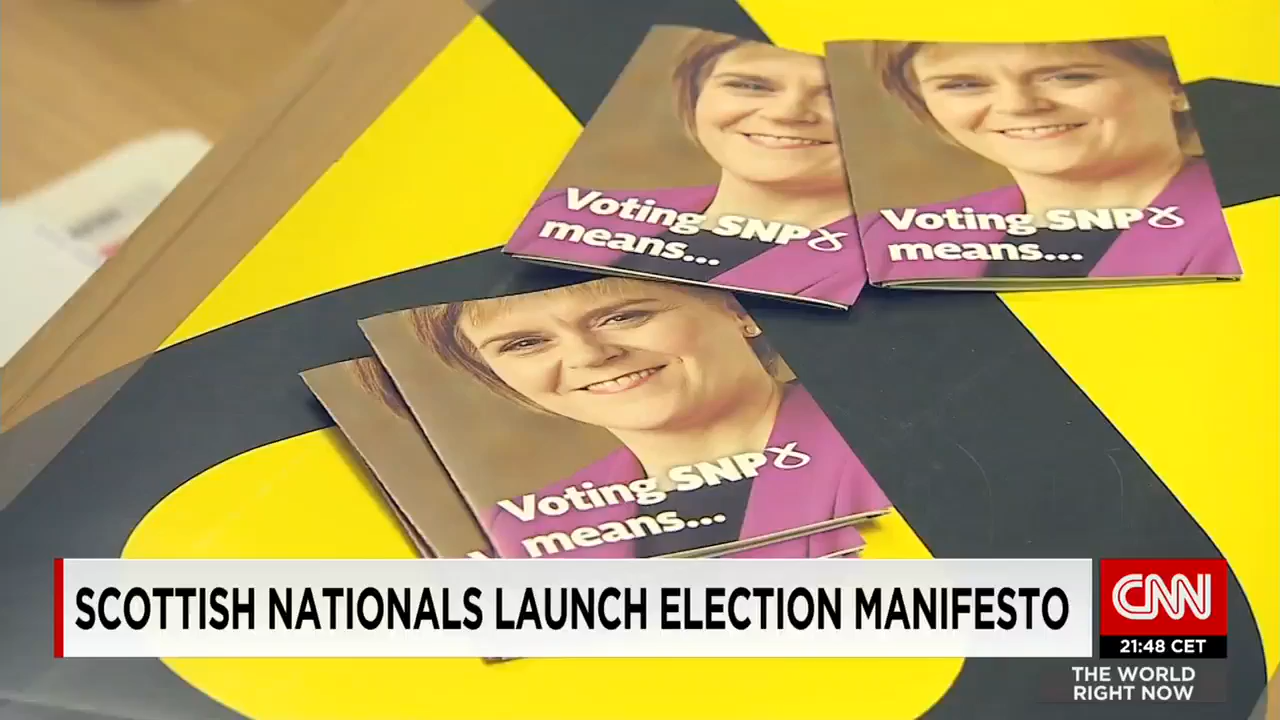 Voting SNP
means...
Voting SNP
means...
Voting SNP
means...
SCOTTISH NATIONALS LAUNCH ELECTION MANIFESTO
CNN
21:48 CET
THE WORLD
RIGHT NOW